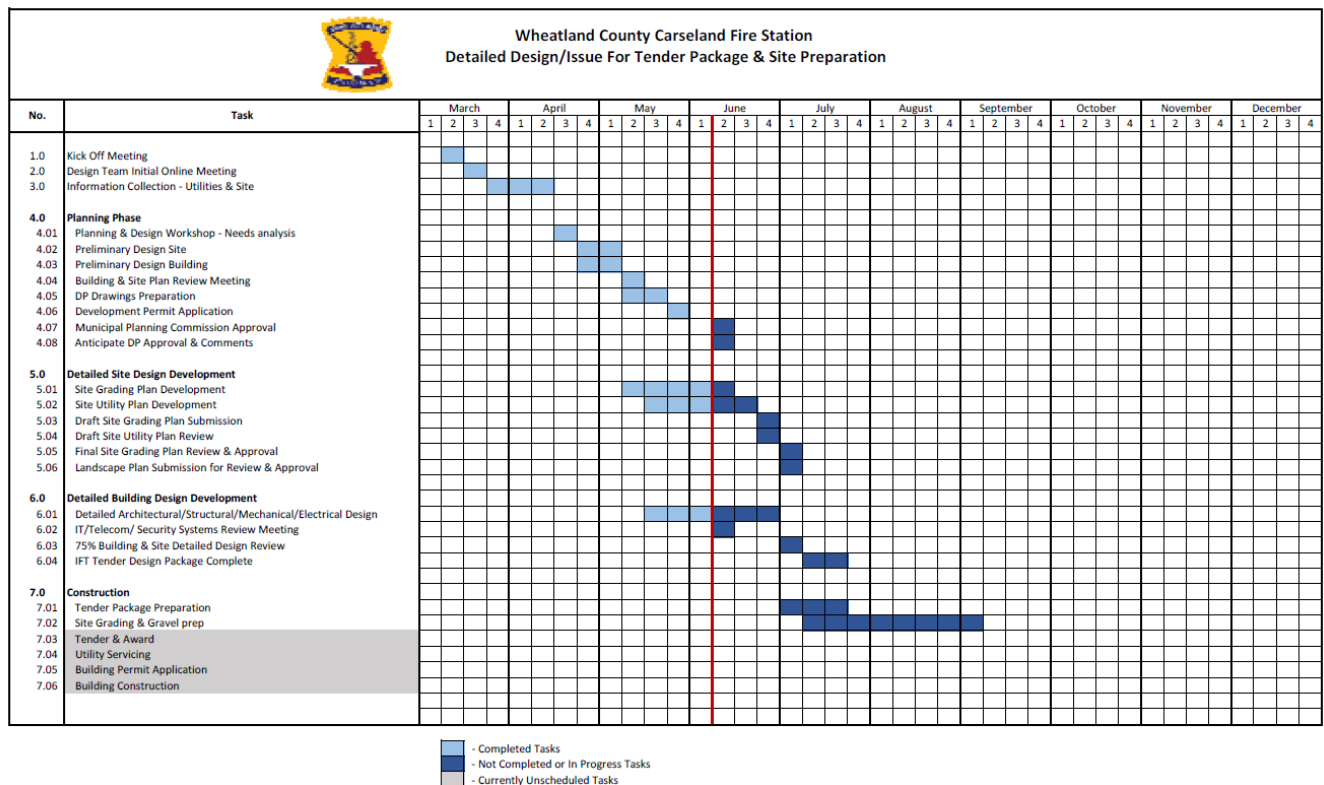 Wheatland County Carseland Fire Station
Detailed Design/Issue For Tender Package & Site Preparation
No. Task March April May June July August September October November December
1 2 3 4 1 2 3 4 1 2 3 4 1 2 3 4 1 2 3 4 1 2 3 4 1 2 3 4 1 2 3 4 1 2 3 4 1 2 3 4
1.0 Kick Off Meeting
2.0 Design Team Initial Online Meeting
3.0 Information Collection - Utilities & Site
4.0 Planning Phase
4.01 Planning & Design Workshop - Needs analysis
4.02 Preliminary Design Site
4.03 Preliminary Design Building
4.04 Building & Site Plan Review Meeting
4.05 DP Drawings Preparation
4.06 Development Permit Application
4.07 Municipal Planning Commission Approval
4.08 Anticipate DP Approval & Comments
5.0 Detailed Site Design Development
5.01 Site Grading Plan Development
5.02 Site Utility Plan Development
5.03 Draft Site Grading Plan Submission
5.04 Draft Site Utility Plan Review
5.05 Final Site Grading Plan Review & Approval
5.06 Landscape Plan Submission for Review & Approval
6.0 Detailed Building Design Development
6.01 Detailed Architectural/Structural/Mechanical/Electrical Design
6.02 IT/Telecom/ Security Systems Review Meeting
6.03 75% Building & Site Detailed Design Review
6.04 IFT Tender Design Package Complete
7.0 Construction
7.01 Tender Package Preparation
7.02 Site Grading & Gravel prep
7.03 Tender & Award
7.04 Utility Servicing
7.05 Building Permit Application
7.06 Building Construction
- Completed Tasks
- Not Completed or In Progress Tasks
- Currently Unscheduled Tasks